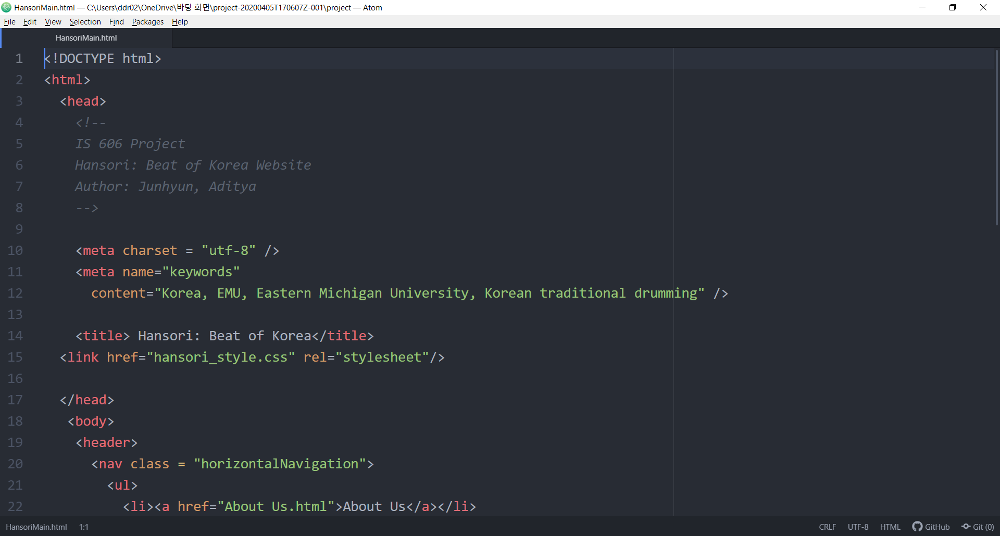 HansoriMain.html — C:\Users\ddr02\OneDrive\바탕 화면\project-20200405T170607Z-001\project — Atom
File Edit View Selection Find Packages Help
HansoriMain.html
1 <!DOCTYPE html>
2 <html>
3   <head>
4     <!--
5     IS 606 Project
6     Hansori: Beat of Korea Website
7     Author: Junhyun, Aditya
8     -->
9
10     <meta charset = "utf-8" />
11     <meta name="keywords"
12       content="Korea, EMU, Eastern Michigan University, Korean traditional drumming" />
13
14     <title> Hansori: Beat of Korea</title>
15   <link href="hansori_style.css" rel="stylesheet"/>
16
17   </head>
18    <body>
19     <header>
20       <nav class = "horizontalNavigation">
21         <ul>
22           <li><a href="About Us.html">About Us</a></li>
HansoriMain.html 1:1 CRLF UTF-8 HTML GitHub Git (0)